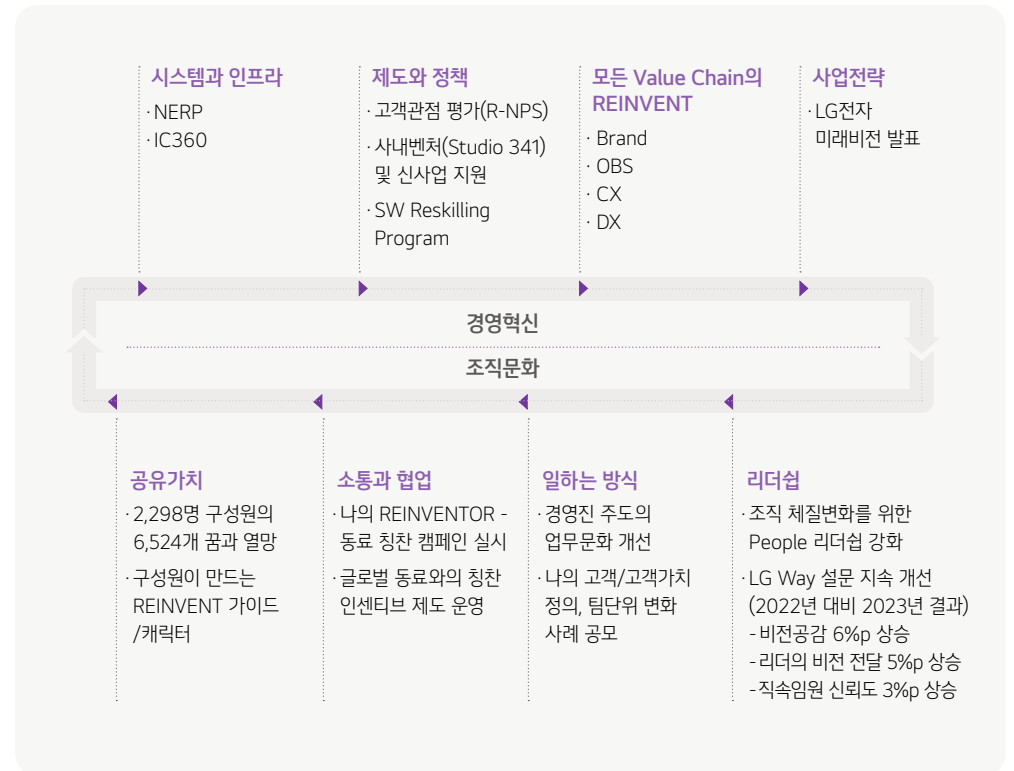 시스템과 인프라
· NERP
· IC360
제도와 정책
· 고객관점 평가(R-NPS)
· 사내벤처(Studio 341)
및 신사업 지원
· SW Reskilling
Program
모든 Value Chain의
REINVENT
· Brand
· OBS
· CX
· DX
사업전략
· LG전자
미래비전 발표
경영혁신
조직문화
공유가치
· 2,298명 구성원의
6,524개 꿈과 열망
· 구성원이 만드는
REINVENT 가이드
/캐릭터
소통과 협업
· 나의 REINVENTOR -
동료 칭찬 캠페인 실시
· 글로벌 동료와의 칭찬
인센티브 제도 운영
일하는 방식
· 경영진 주도의
업무문화 개선
· 나의 고객/고객가치
정의, 팀단위 변화
사례 공모
리더쉽
· 조직 체질변화를 위한
People 리더쉽 강화
· LG Way 설문 지속 개선
(2022년 대비 2023년 결과)
- 비전공감 6%p 상승
- 리더의 비전 전달 5%p 상승
- 직속임원 신뢰도 3%p 상승